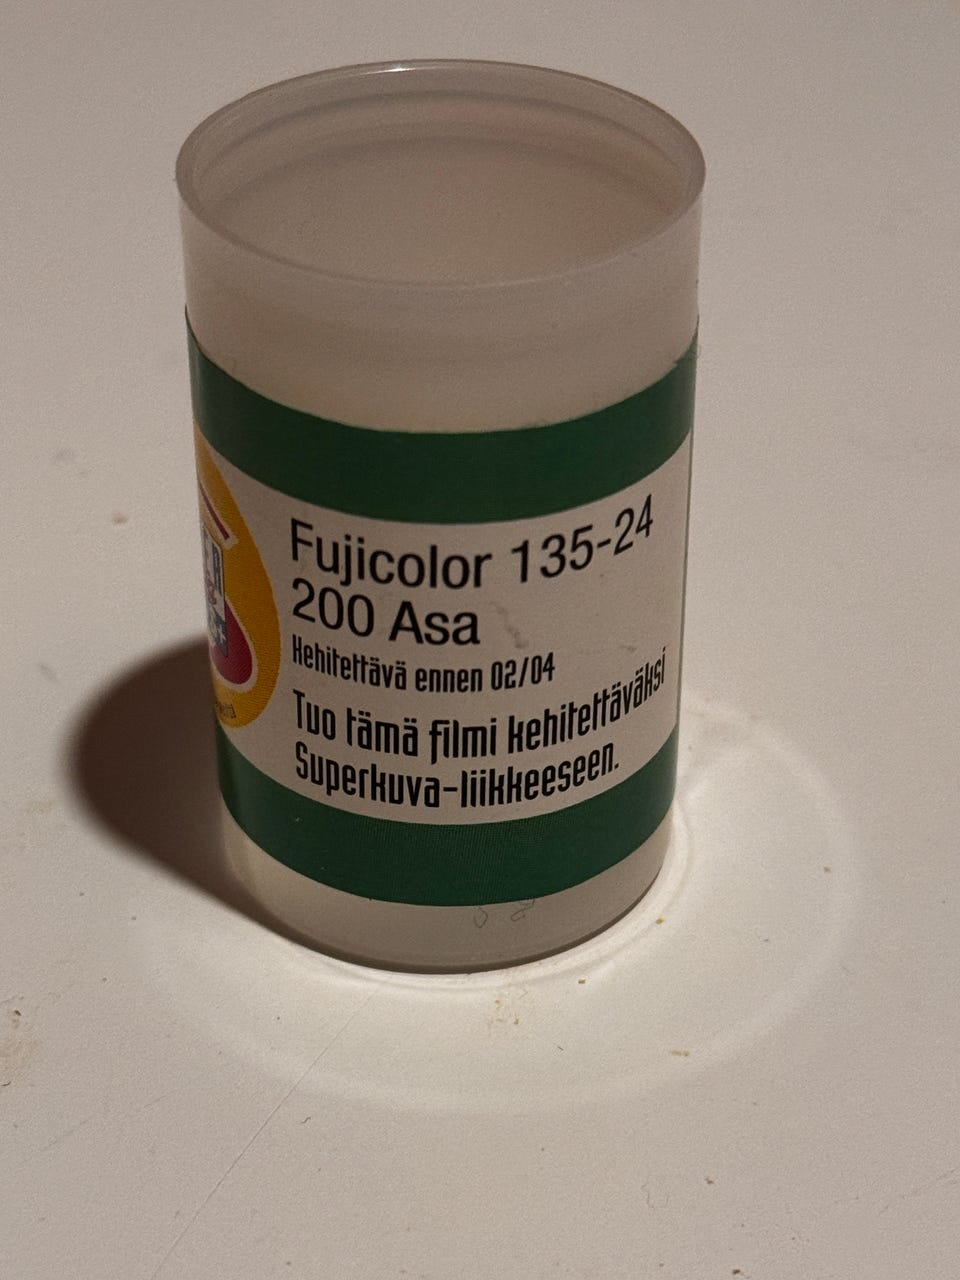 Fujicolor 135-24
200 Asa
Kehitettävä ennen 02/04
Tuo tämä filmi kehitettäväksi
Superkuva-liikkeeseen.